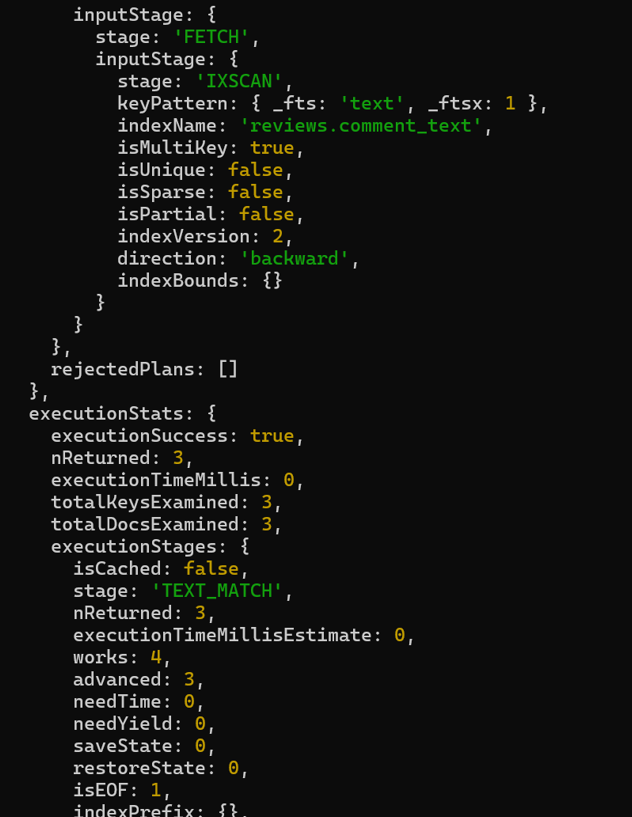 inputStage: {
stage: 'FETCH',
inputStage: {
stage: 'IXSCAN',
keyPattern: { _fts: 'text', _ftsx: 1 },
indexName: 'reviews.comment_text',
isMultiKey: true,
isUnique: false,
isSparse: false,
isPartial: false,
indexVersion: 2,
direction: 'backward',
indexBounds: {}
}
}
},
rejectedPlans: []
},
executionStats: {
executionSuccess: true,
nReturned: 3,
executionTimeMillis: 0,
totalKeysExamined: 3,
totalDocsExamined: 3,
executionStages: {
isCached: false,
stage: 'TEXT_MATCH',
nReturned: 3,
executionTimeMillisEstimate: 0,
works: 4,
advanced: 3,
needTime: 0,
needYield: 0,
saveState: 0,
restoreState: 0,
isEOF: 1,
indexPrefix: {},